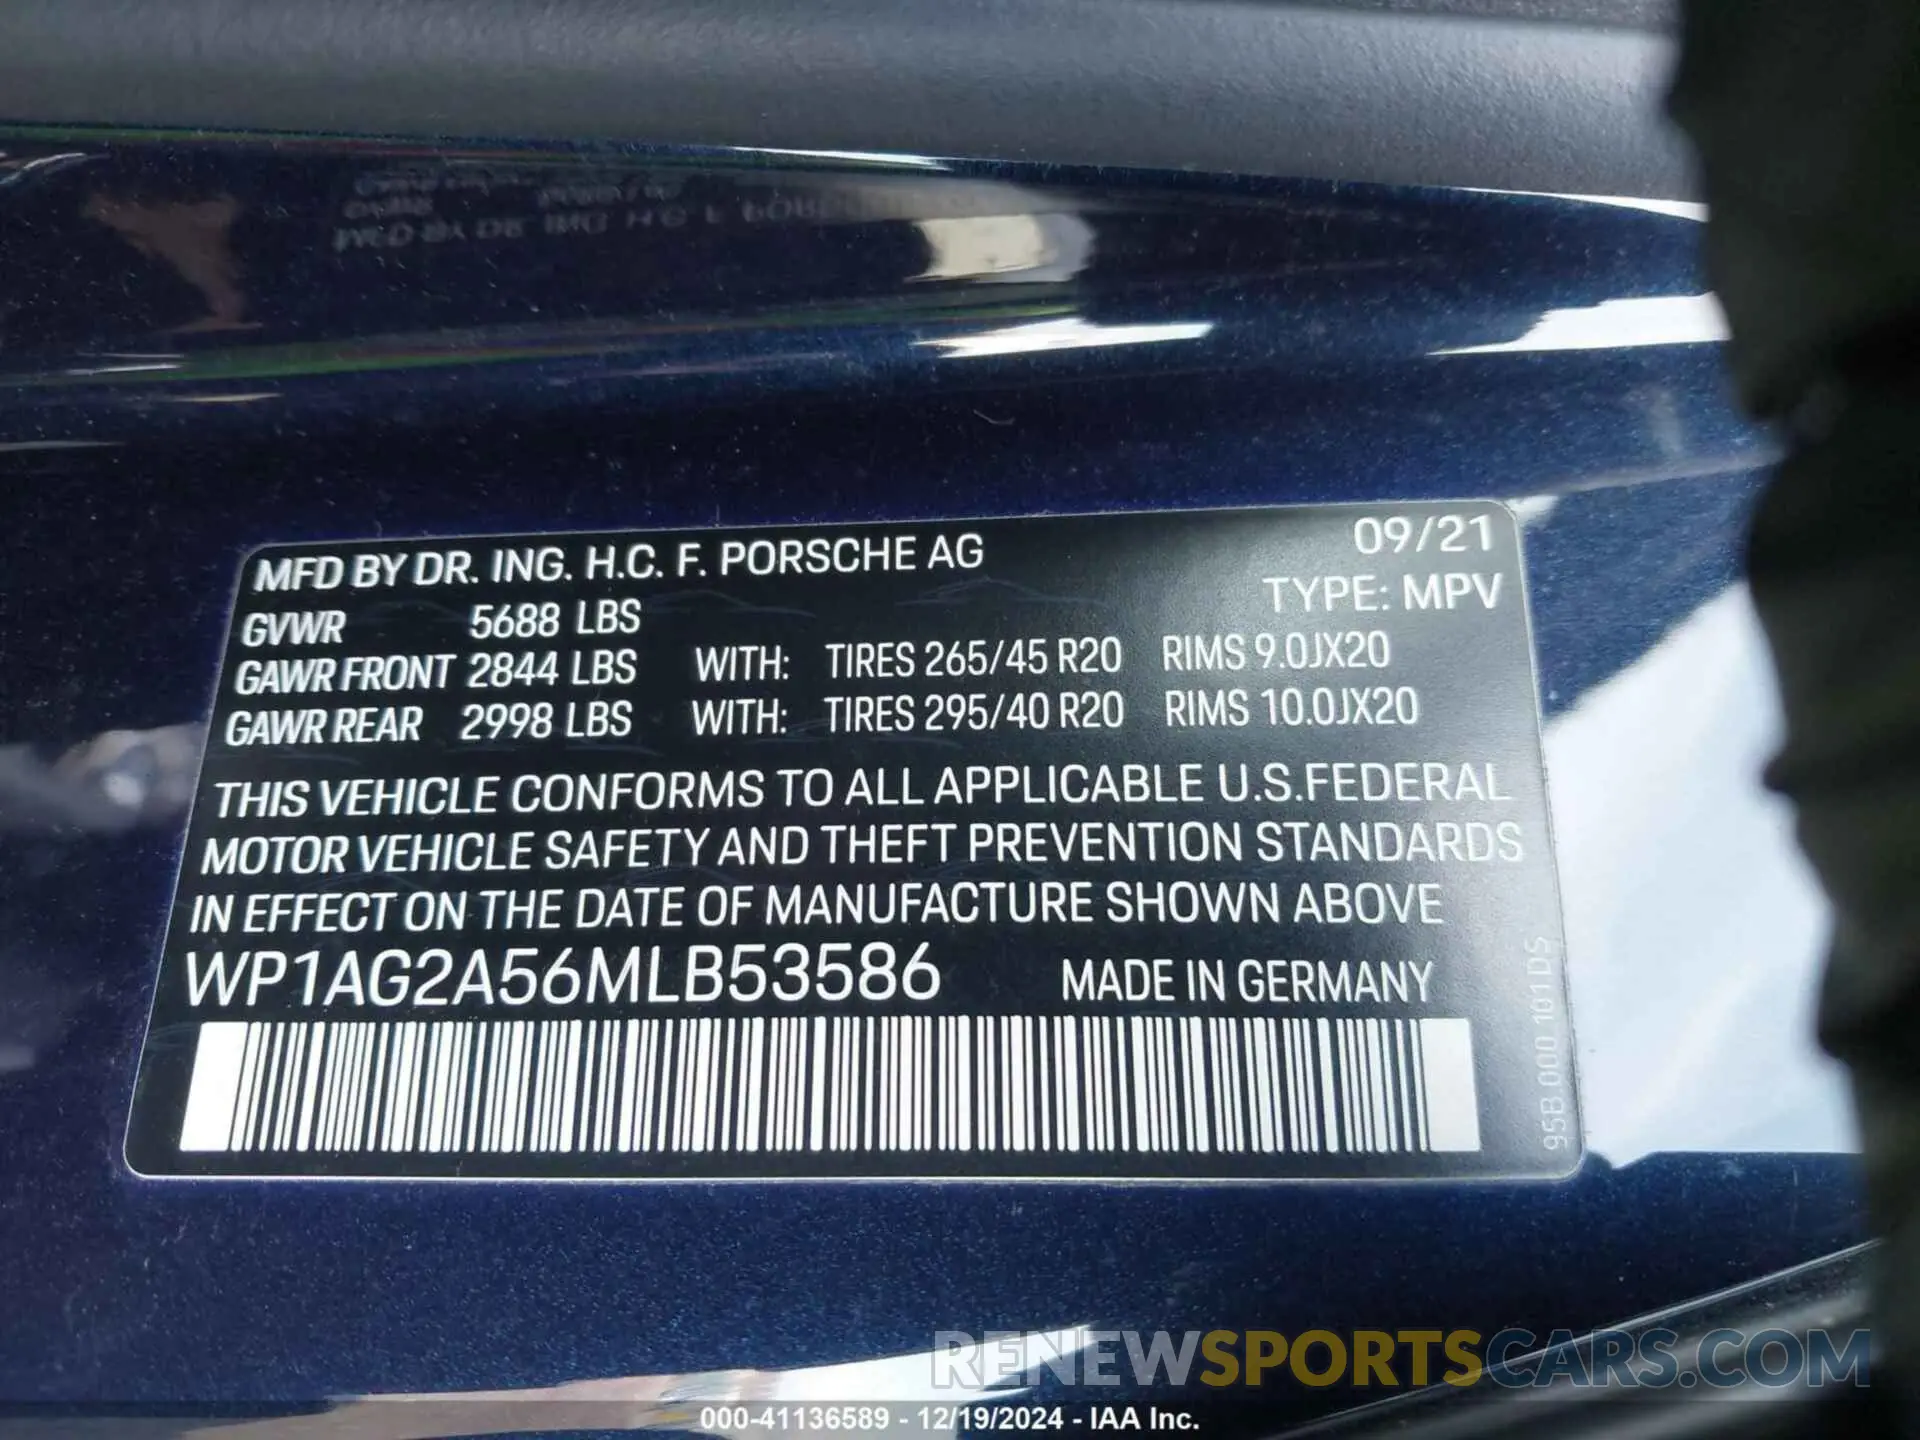 MFD BY DR. ING. H.C. F. PORSCHE AG 09/21
TYPE: MPV
GVWR 5688 LBS
GAWR FRONT 2844 LBS WITH: TIRES 265/45 R20 RIMS 9.0JX20
GAWR REAR 2998 LBS WITH: TIRES 295/40 R20 RIMS 10.0JX20
THIS VEHICLE CONFORMS TO ALL APPLICABLE U.S.FEDERAL
MOTOR VEHICLE SAFETY AND THEFT PREVENTION STANDARDS
IN EFFECT ON THE DATE OF MANUFACTURE SHOWN ABOVE
WP1AG2A56MLB53586 MADE IN GERMANY
95B.000 101DS
RENEWSPORTSCARS.COM
000-41136589 - 12/19/2024 - IAA Inc.